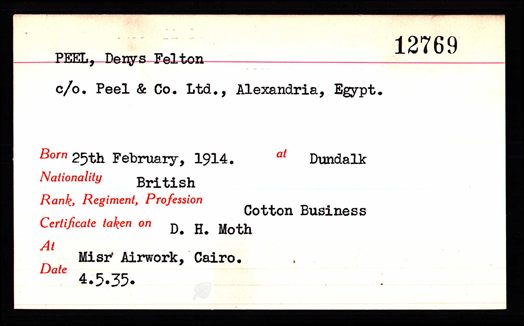 12769
PEEL, Denys Felton
c/o. Peel & Co. Ltd., Alexandria, Egypt.
Born 25th February, 1914. at Dundalk
Nationality British
Rank, Regiment, Profession Cotton Business
Certificate taken on D. H. Moth
At Misr Airwork, Cairo.
Date 4.5.35.